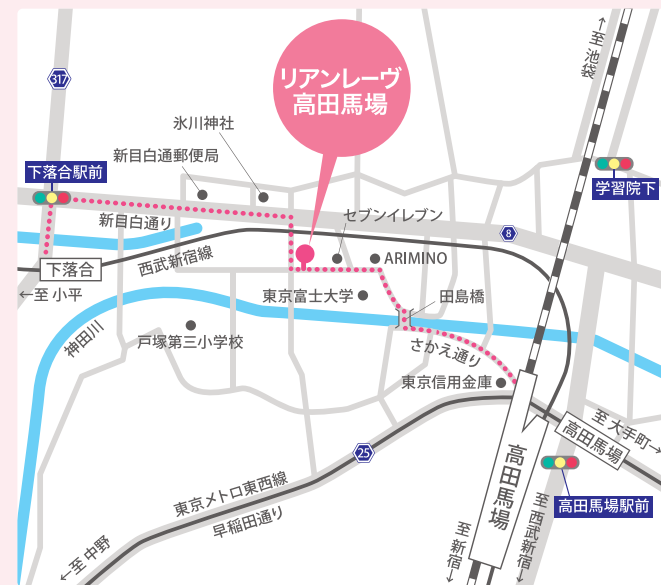 ↑至 池袋
317
リアンレーヴ
高田馬場
氷川神社
新目白通郵便局
下落合駅前
学習院下
新目白通り
セブンイレブン
8
西武新宿線
ARIMINO
下落合
←至 小平
東京富士大学
田島橋
神田川
戸塚第三小学校
さかえ通り
東京信用金庫
至 大手町→
高田馬場
25
高田馬場
東京メトロ東西線
早稲田通り
高田馬場駅前
←至 中野
至 新宿↓
至 西武新宿↓